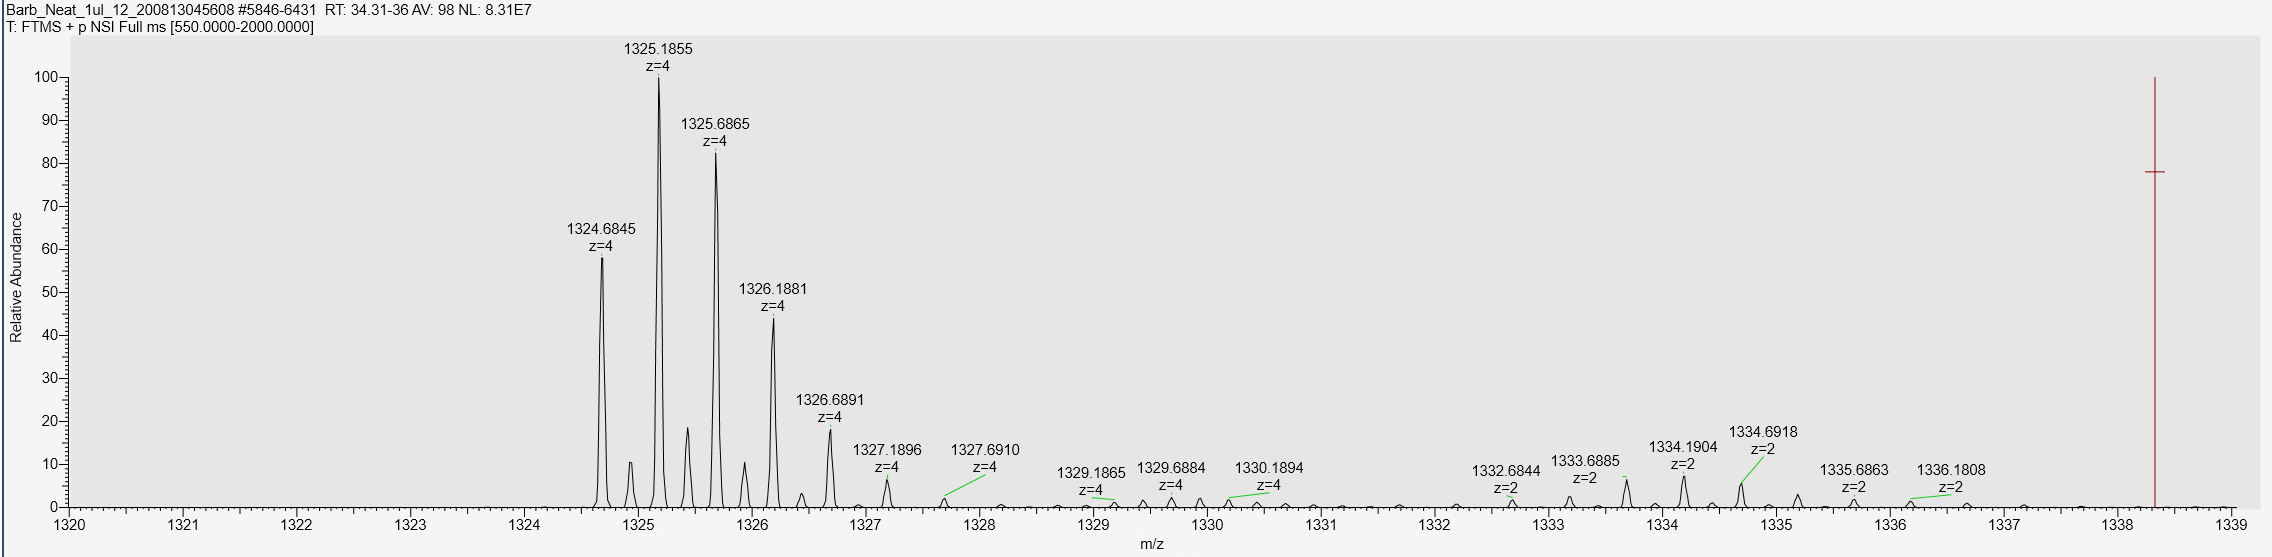 Barb_Neat_1ul_12_200813045608 #5846-6431 RT: 34.31-36 AV: 98 NL: 8.31E7
T: FTMS + p NSI Full ms [550.0000-2000.0000]
1325.1855
z=4
1325.6865
z=4
1324.6845
z=4
1326.1881
z=4
1326.6891
z=4
1327.1896
z=4
1327.6910
z=4
1329.1865
z=4
1329.6884
z=4
1330.1894
z=4
1332.6844
z=2
1333.6885
z=2
1334.1904
z=2
1334.6918
z=2
1335.6863
z=2
1336.1808
z=2
100
90
80
70
60
50
40
30
20
10
0
Relative Abundance
1320 1321 1322 1323 1324 1325 1326 1327 1328 1329 1330 1331 1332 1333 1334 1335 1336 1337 1338 1339
m/z